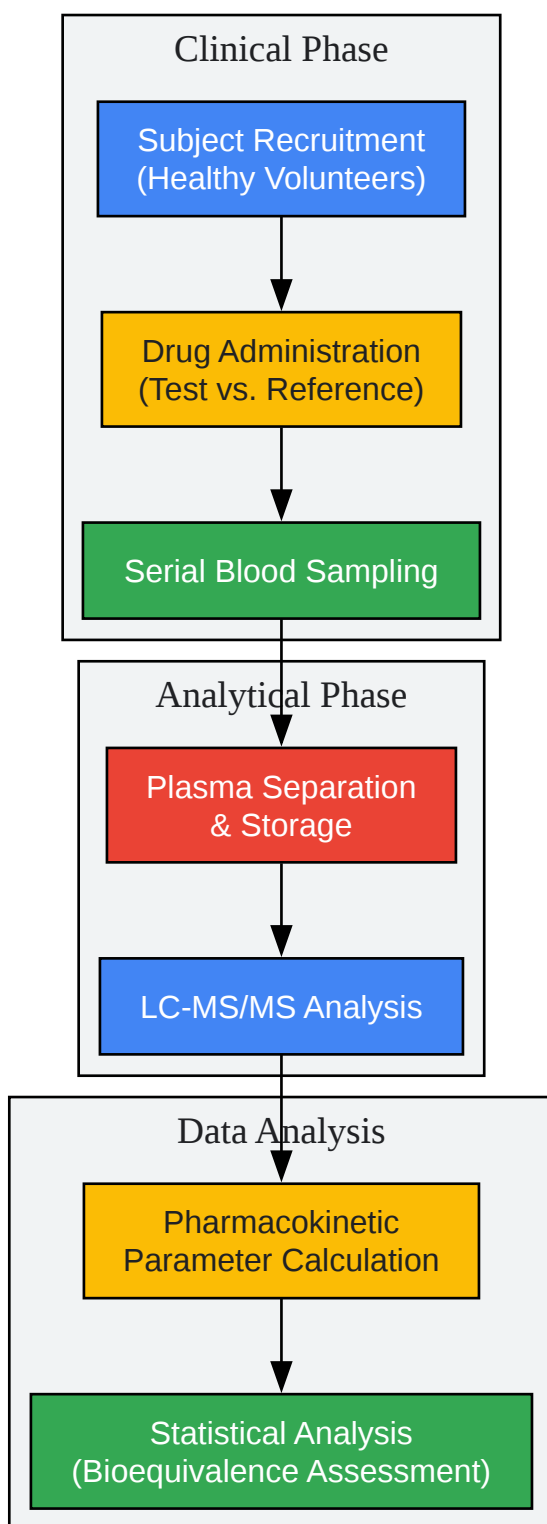 Clinical Phase
Subject Recruitment
(Healthy Volunteers)
Drug Administration
(Test vs. Reference)
Serial Blood Sampling
Analytical Phase
Plasma Separation
& Storage
LC-MS/MS Analysis
Data Analysis
Pharmacokinetic
Parameter Calculation
Statistical Analysis
(Bioequivalence Assessment)